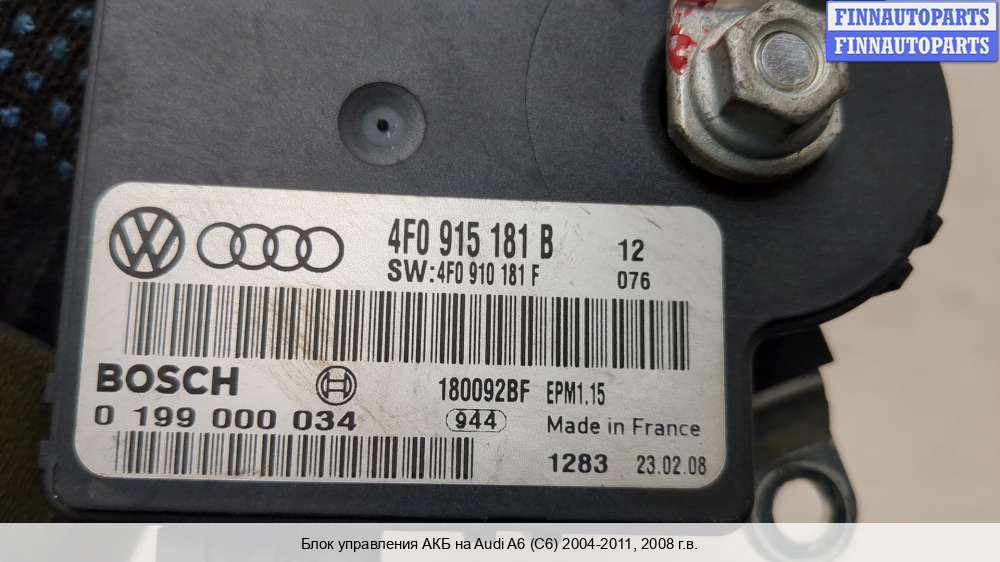 FINNAUTOPARTS
FINNAUTOPARTS
4F0 915 181 B 12
SW:4F0 910 181 F 076
BOSCH 180092BF EPM1.15
0 199 000 034 944 Made in France
1283 23.02.08
Блок управления АКБ на Audi A6 (C6) 2004-2011, 2008 г.в.